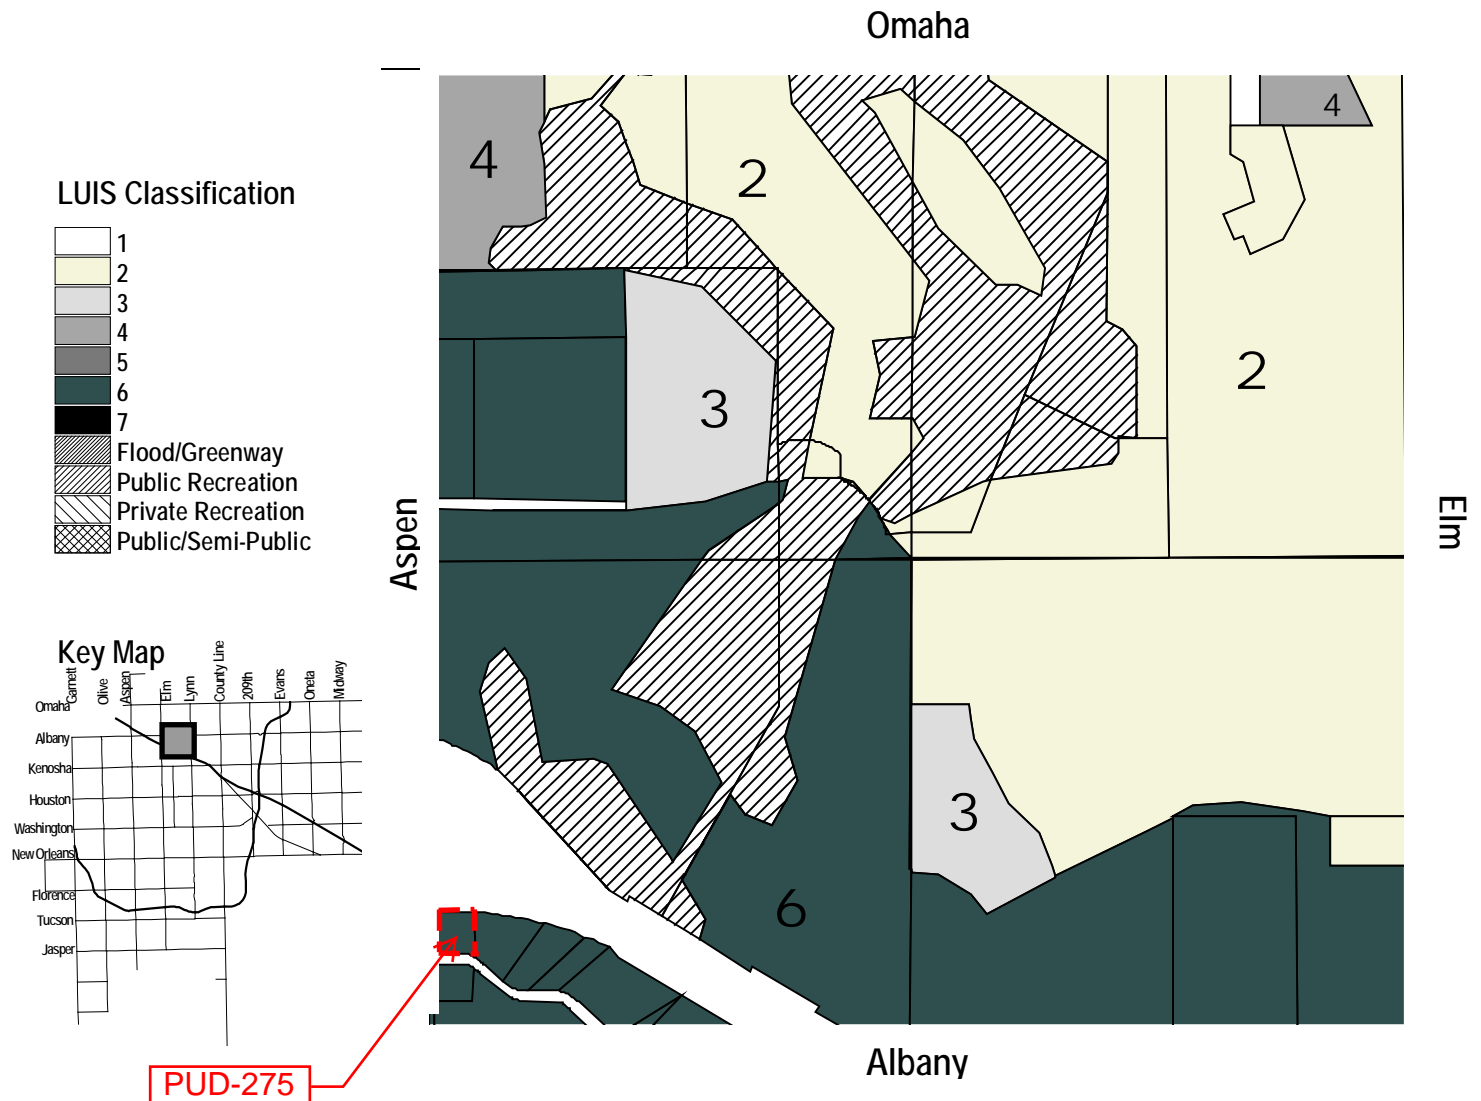 Omaha
4
4
2
LUIS Classification
1
2
3
4
5
6
7
Flood/Greenway
Public Recreation
Private Recreation
Public/Semi-Public
2
3
Aspen
Elm
Key Map
Garnett
Olive
Aspen
Elm
Lynn
County Line
209th
Evans
Oneta
Midway
Omaha
Albany
Kenosha
Houston
Washington
New Orleans
Florence
Tucson
Jasper
3
6
Albany
PUD-275